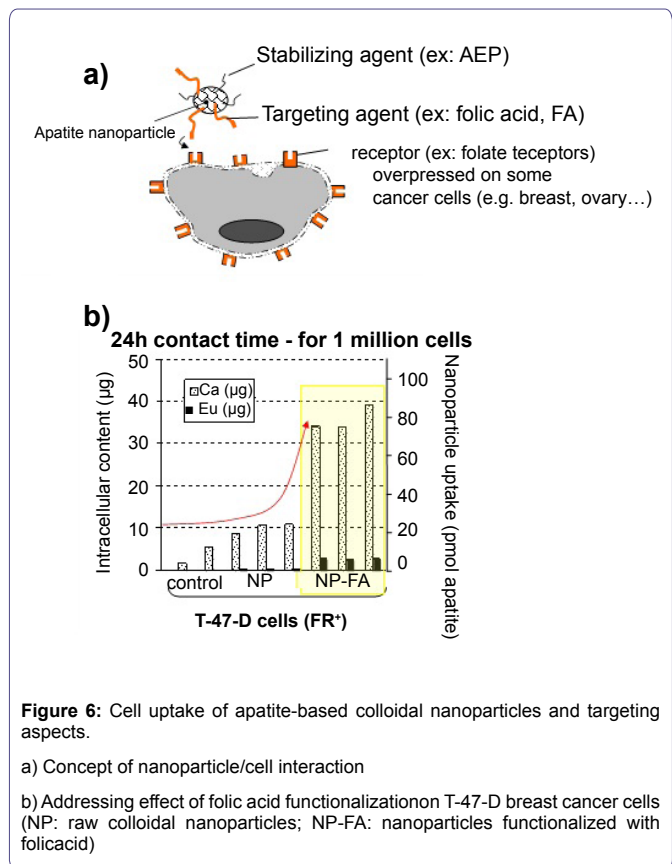 a)
Stabilizing agent (ex: AEP)
Targeting agent (ex: folic acid, FA)
Apatite nanoparticle
receptor (ex: folate teceptors)
overpressed on some
cancer cells (e.g. breast, ovary…)
b)
24h contact time - for 1 million cells
Intracellular content (µg)
50
40
30
20
10
0
Ca (µg)
Eu (µg)
100
80
60
40
20
0
Nanoparticle uptake (pmol apatite)
control NP NP-FA
T-47-D cells (FR⁺)
Figure 6: Cell uptake of apatite-based colloidal nanoparticles and targeting
aspects.
a) Concept of nanoparticle/cell interaction
b) Addressing effect of folic acid functionalizationon T-47-D breast cancer cells
(NP: raw colloidal nanoparticles; NP-FA: nanoparticles functionalized with
folicacid)